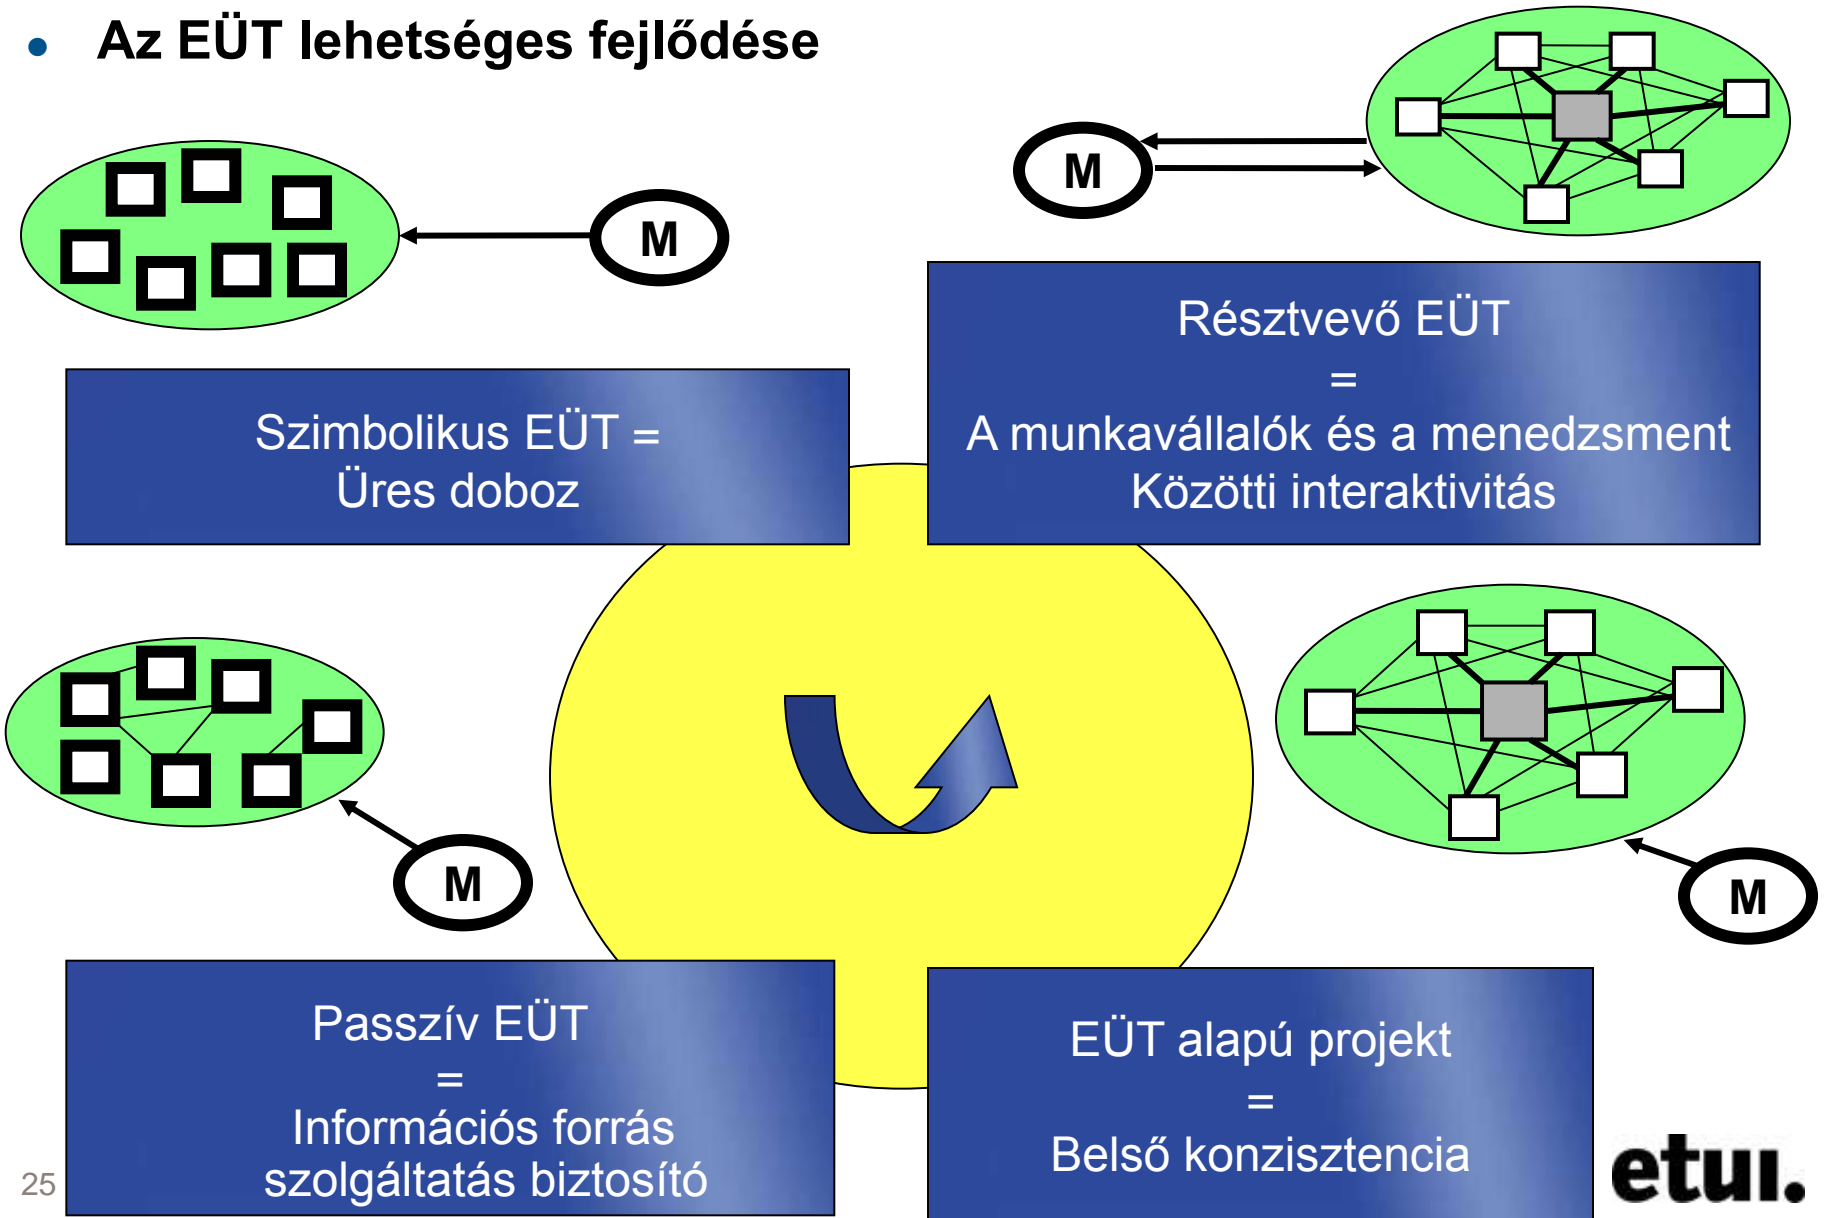 Az EÜT lehetséges fejlődése
M
M
Szimbolikus EÜT =
Üres doboz
Résztvevő EÜT
=
A munkavállalók és a menedzsment
Közötti interaktivitás
M
M
Passzív EÜT
=
Információs forrás
szolgáltatás biztosító
EÜT alapú projekt
=
Belső konzisztencia
25
etui.